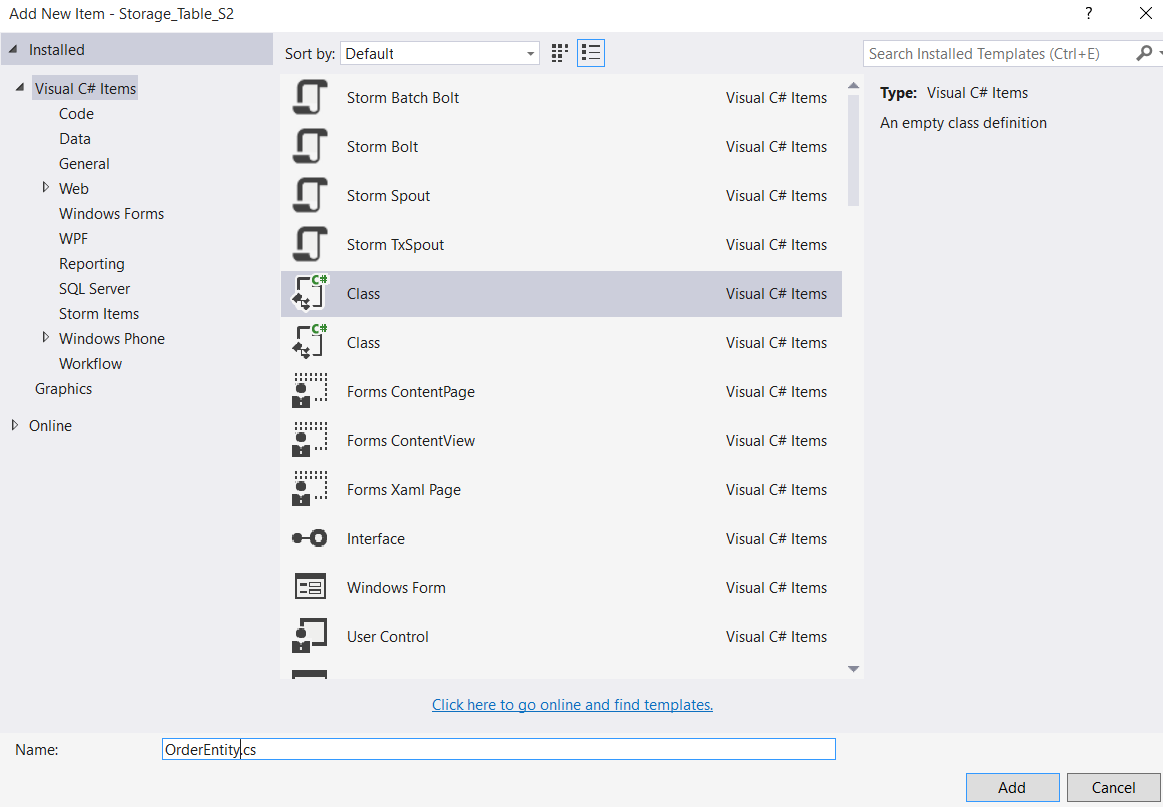 Add New Item - Storage_Table_S2
?
Installed
Sort by: Default
Search Installed Templates (Ctrl+E)
Visual C# Items
Code
Data
General
Web
Windows Forms
WPF
Reporting
SQL Server
Storm Items
Windows Phone
Workflow
Graphics
Online
Storm Batch Bolt Visual C# Items
Storm Bolt Visual C# Items
Storm Spout Visual C# Items
Storm TxSpout Visual C# Items
C# Class Visual C# Items
C# Class Visual C# Items
Forms ContentPage Visual C# Items
Forms ContentView Visual C# Items
Forms Xaml Page Visual C# Items
Interface Visual C# Items
Windows Form Visual C# Items
User Control Visual C# Items
Type: Visual C# Items
An empty class definition
Click here to go online and find templates.
Name: OrderEntity.cs
Add Cancel